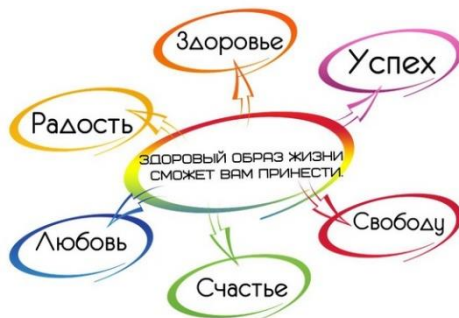 Здоровье
Успех
Радость
ЗДОРОВЫЙ ОБРАЗ ЖИЗНИ
СМОЖЕТ ВАМ ПРИНЕСТИ.
Любовь
Свободу
Счастье